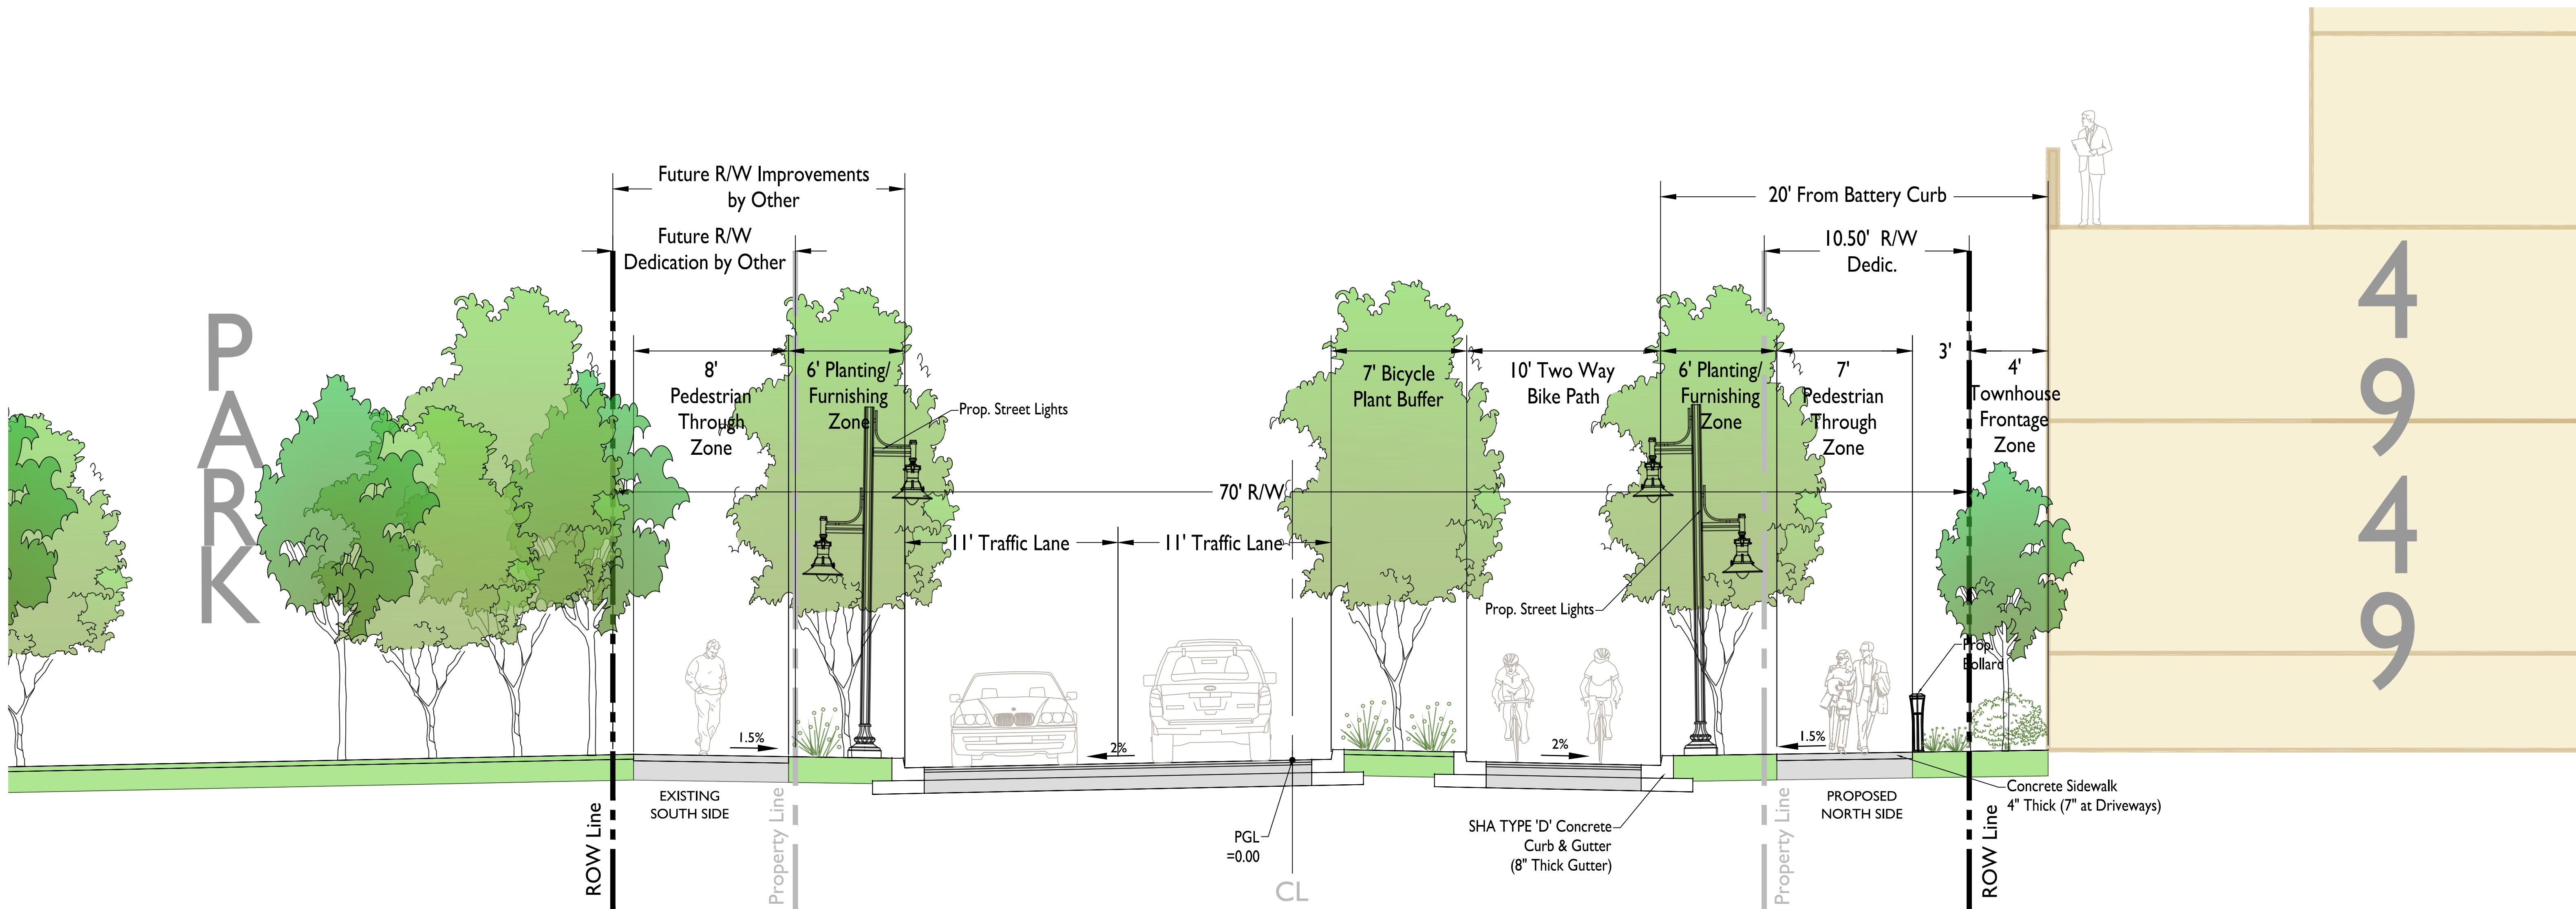 PARK
Future R/W Improvements
by Other
Future R/W
Dedication by Other
20' From Battery Curb
10.50' R/W
Dedic.
8'
Pedestrian
Through
Zone
6' Planting/
Furnishing
Zone
Prop. Street Lights
7' Bicycle
Plant Buffer
10' Two Way
Bike Path
6' Planting/
Furnishing
Zone
7'
Pedestrian
Through
Zone
3'
4'
Townhouse
Frontage
Zone
4949
70' R/W
11' Traffic Lane
11' Traffic Lane
Prop. Street Lights
Prop.
Bollard
1.5%
2%
2%
1.5%
EXISTING
SOUTH SIDE
PROPOSED
NORTH SIDE
Concrete Sidewalk
4" Thick (7" at Driveways)
ROW Line
Property Line
PGL
=0.00
CL
SHA TYPE 'D' Concrete
Curb & Gutter
(8" Thick Gutter)
Property Line
ROW Line